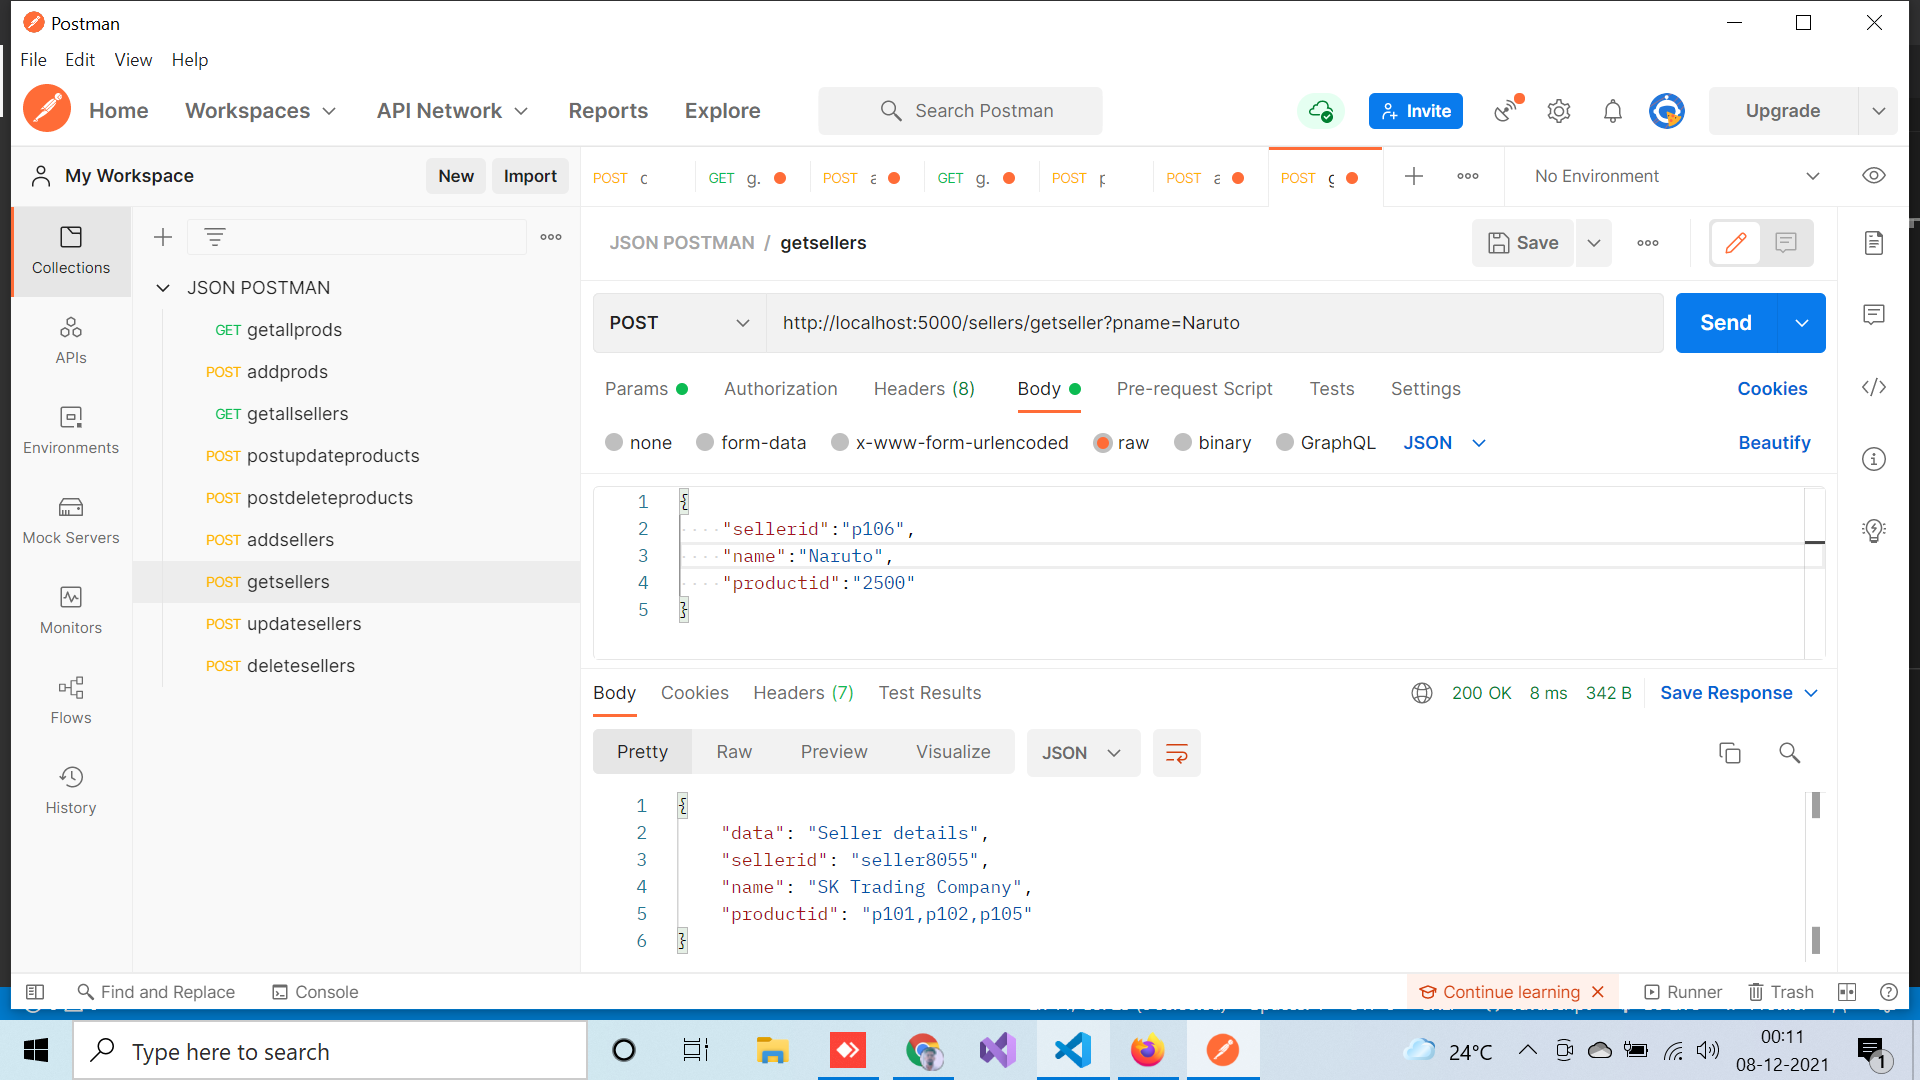 Postman
File Edit View Help
Home Workspaces API Network Reports Explore Search Postman Invite Upgrade
My Workspace New Import
POST GET g. POST GET g. POST POST POST No Environment
JSON POSTMAN / getsellers Save
Collections
APIs
Environments
Mock Servers
Monitors
Flows
History
JSON POSTMAN
GET getallprods
POST addprods
GET getallsellers
POST postupdateproducts
POST postdeleteproducts
POST addsellers
POST getsellers
POST updatesellers
POST deletesellers
POST http://localhost:5000/sellers/getseller?pname=Naruto Send
Params Authorization Headers (8) Body Pre-request Script Tests Settings Cookies
none form-data x-www-form-urlencoded raw binary GraphQL JSON Beautify
1 {
2 "sellerid":"p106",
3 "name":"Naruto",
4 "productid":"2500"
5 }
Body Cookies Headers (7) Test Results 200 OK 8 ms 342 B Save Response
Pretty Raw Preview Visualize JSON
1 {
2 "data": "Seller details",
3 "sellerid": "seller8055",
4 "name": "SK Trading Company",
5 "productid": "p101,p102,p105"
6 }
Find and Replace Console Continue learning Runner Trash
Type here to search 24°C 00:11
08-12-2021
1